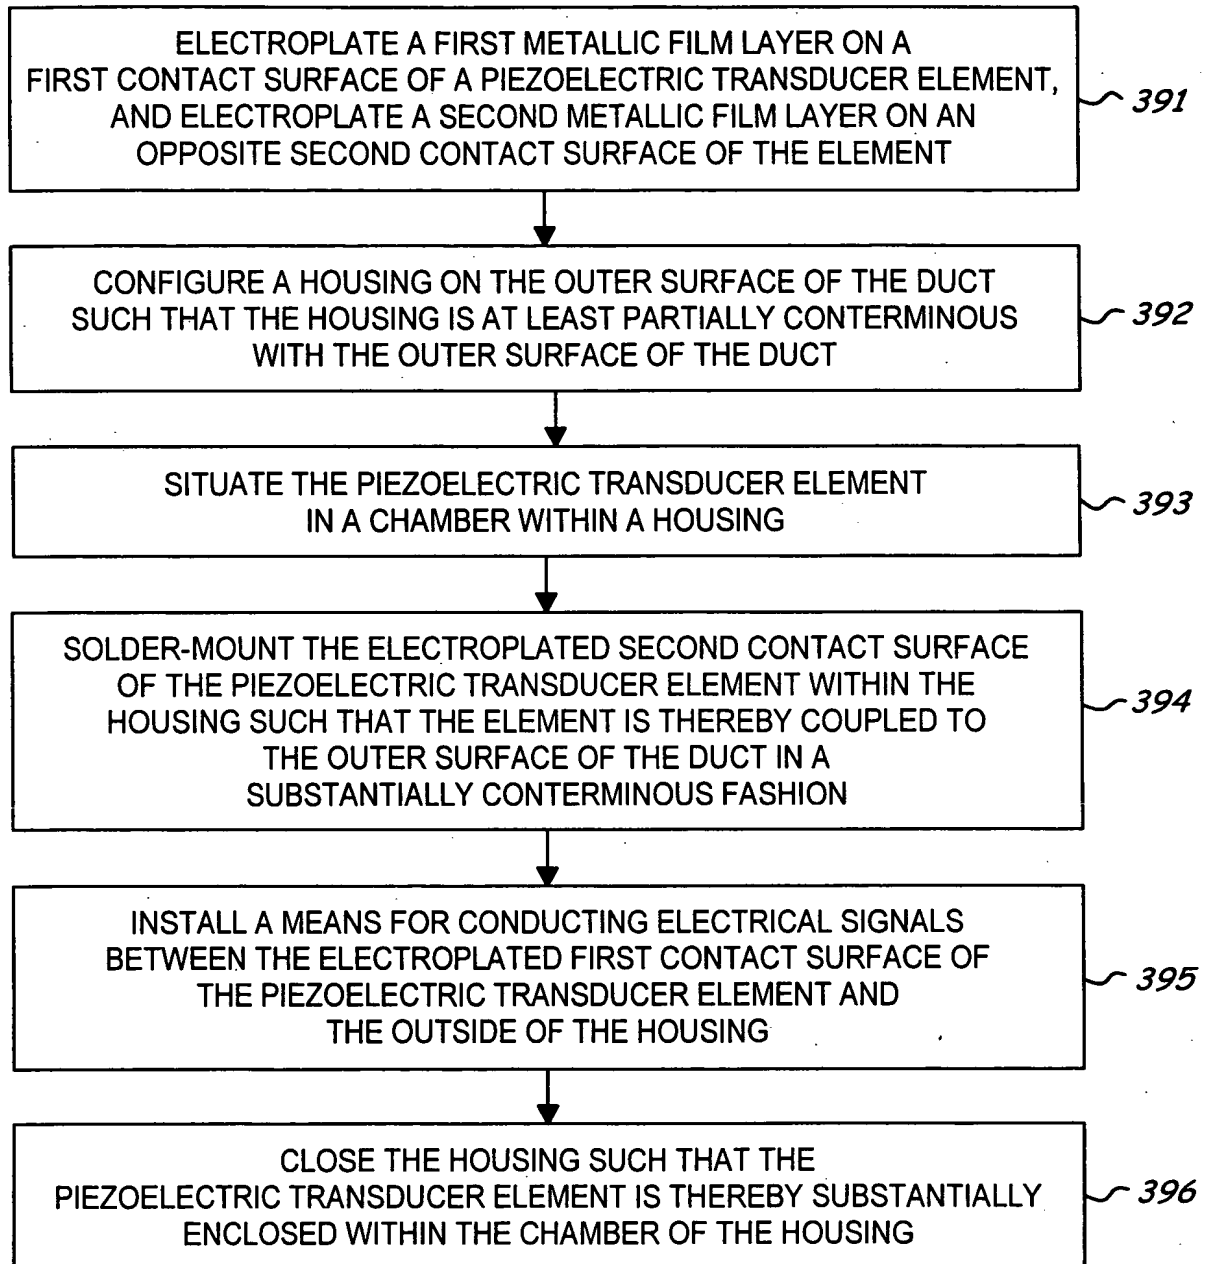 ELECTROPLATE A FIRST METALLIC FILM LAYER ON A
FIRST CONTACT SURFACE OF A PIEZOELECTRIC TRANSDUCER ELEMENT,
AND ELECTROPLATE A SECOND METALLIC FILM LAYER ON AN
OPPOSITE SECOND CONTACT SURFACE OF THE ELEMENT
391
CONFIGURE A HOUSING ON THE OUTER SURFACE OF THE DUCT
SUCH THAT THE HOUSING IS AT LEAST PARTIALLY CONTERMINOUS
WITH THE OUTER SURFACE OF THE DUCT
392
SITUATE THE PIEZOELECTRIC TRANSDUCER ELEMENT
IN A CHAMBER WITHIN A HOUSING
393
SOLDER-MOUNT THE ELECTROPLATED SECOND CONTACT SURFACE
OF THE PIEZOELECTRIC TRANSDUCER ELEMENT WITHIN THE
HOUSING SUCH THAT THE ELEMENT IS THEREBY COUPLED TO
THE OUTER SURFACE OF THE DUCT IN A
SUBSTANTIALLY CONTERMINOUS FASHION
394
INSTALL A MEANS FOR CONDUCTING ELECTRICAL SIGNALS
BETWEEN THE ELECTROPLATED FIRST CONTACT SURFACE OF
THE PIEZOELECTRIC TRANSDUCER ELEMENT AND
THE OUTSIDE OF THE HOUSING
395
CLOSE THE HOUSING SUCH THAT THE
PIEZOELECTRIC TRANSDUCER ELEMENT IS THEREBY SUBSTANTIALLY
ENCLOSED WITHIN THE CHAMBER OF THE HOUSING
396